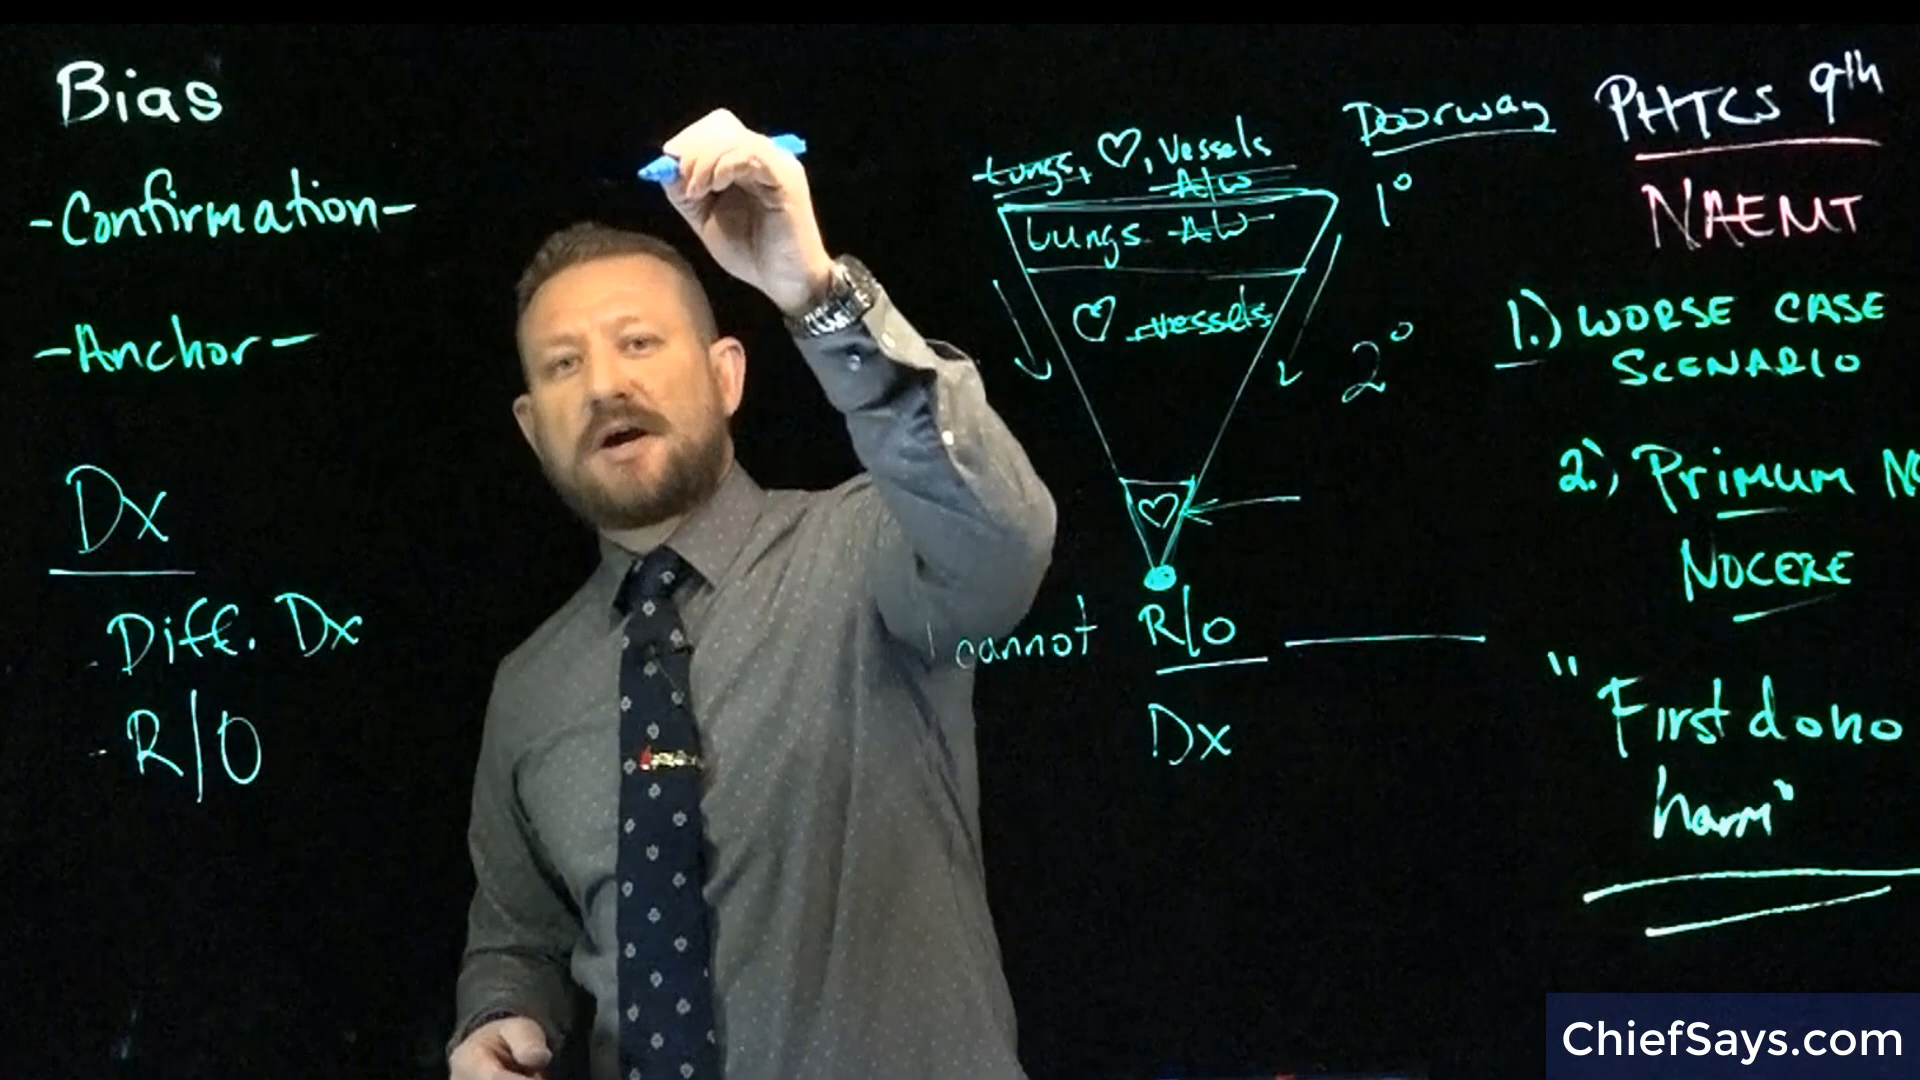 Bias
-Confirmation-
-Anchor-
Dx
- Diff. Dx
- R/O
Lungs, ♡, Vessels
A/W
Lungs A/W
♡ vessels
♡
I cannot R/O
Dx
Doorway
1°
2°
PHTCS 9th
NAEMT
1.) WORSE CASE
SCENARIO
2.) Primum
NOCERE
"First do no
harm"
ChiefSays.com